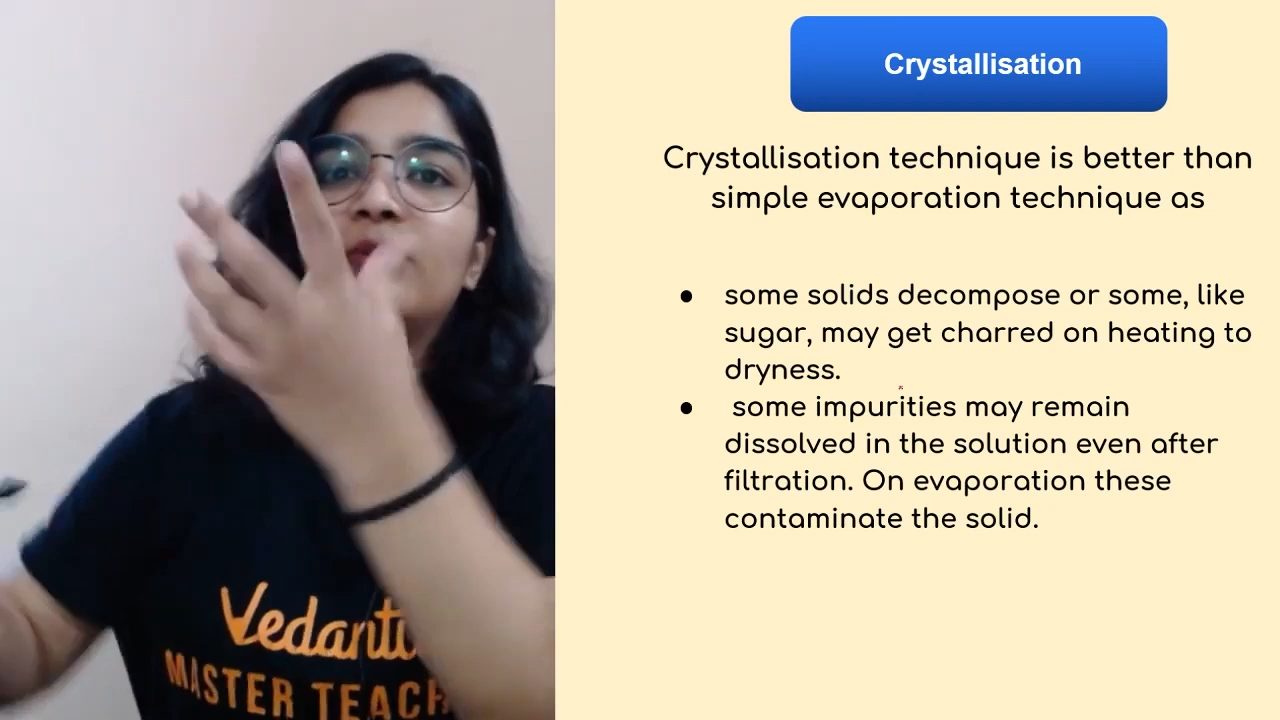 Crystallisation
Crystallisation technique is better than
simple evaporation technique as
● some solids decompose or some, like
sugar, may get charred on heating to
dryness.
● some impurities may remain
dissolved in the solution even after
filtration. On evaporation these
contaminate the solid.
Vedant
MASTER TEACH